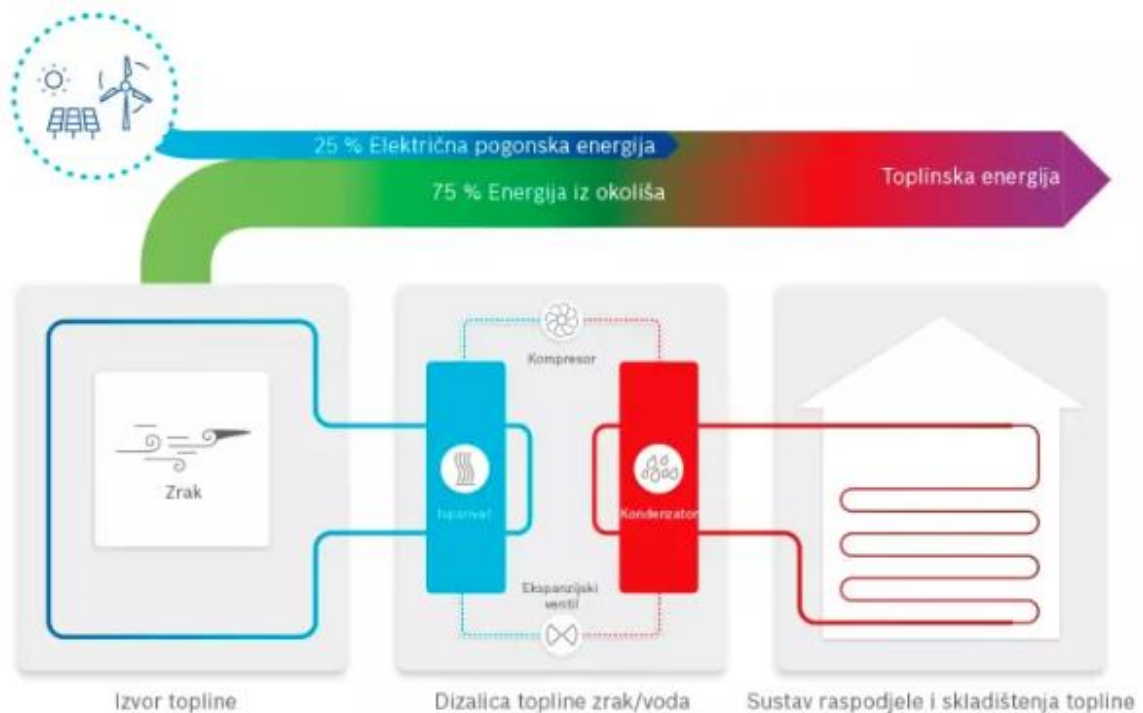 25 % Električna pogonska energija
75 % Energija iz okoliša
Toplinska energija
Zrak
Kompresor
Isparivač
Kondenzator
Ekspanzijski
ventil
Izvor topline
Dizalica topline zrak/voda
Sustav raspodjele i skladištenja topline